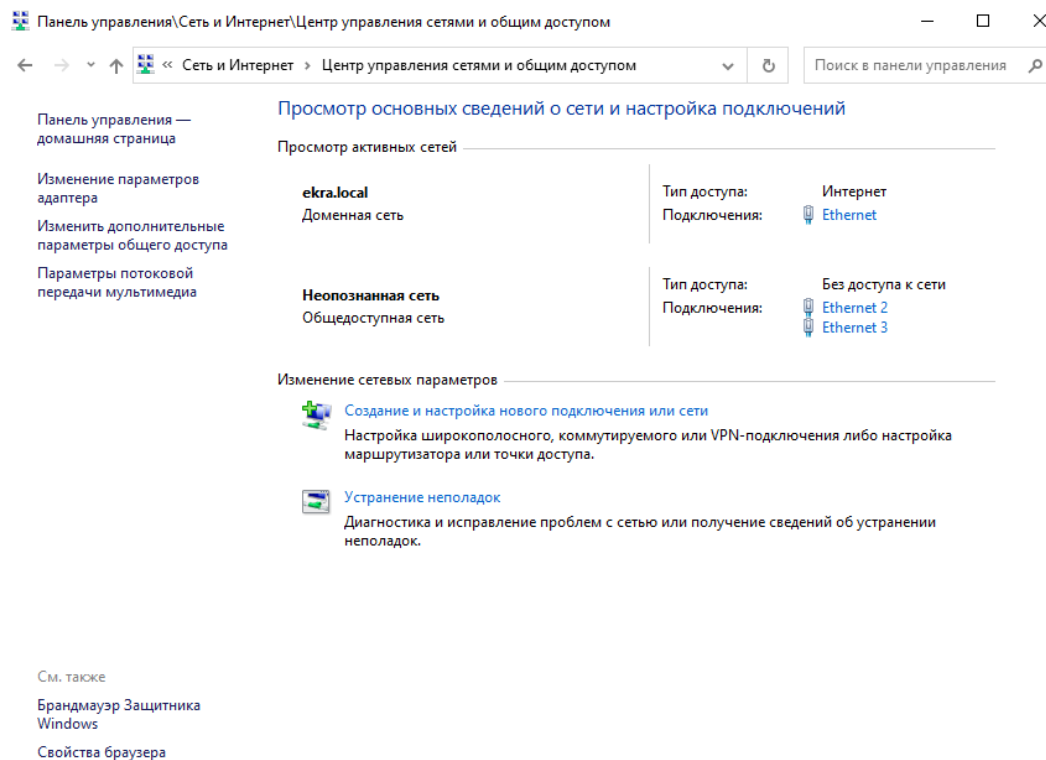 Панель управления\Сеть и Интернет\Центр управления сетями и общим доступом
« Сеть и Интернет › Центр управления сетями и общим доступом
Поиск в панели управления
Панель управления —
домашняя страница
Изменение параметров
адаптера
Изменить дополнительные
параметры общего доступа
Параметры потоковой
передачи мультимедиа
Просмотр основных сведений о сети и настройка подключений
Просмотр активных сетей
ekra.local
Доменная сеть
Тип доступа: Интернет
Подключения: Ethernet
Неопознанная сеть
Общедоступная сеть
Тип доступа: Без доступа к сети
Подключения: Ethernet 2
Ethernet 3
Изменение сетевых параметров
Создание и настройка нового подключения или сети
Настройка широкополосного, коммутируемого или VPN-подключения либо настройка
маршрутизатора или точки доступа.
Устранение неполадок
Диагностика и исправление проблем с сетью или получение сведений об устранении
неполадок.
См. также
Брандмауэр Защитника
Windows
Свойства браузера